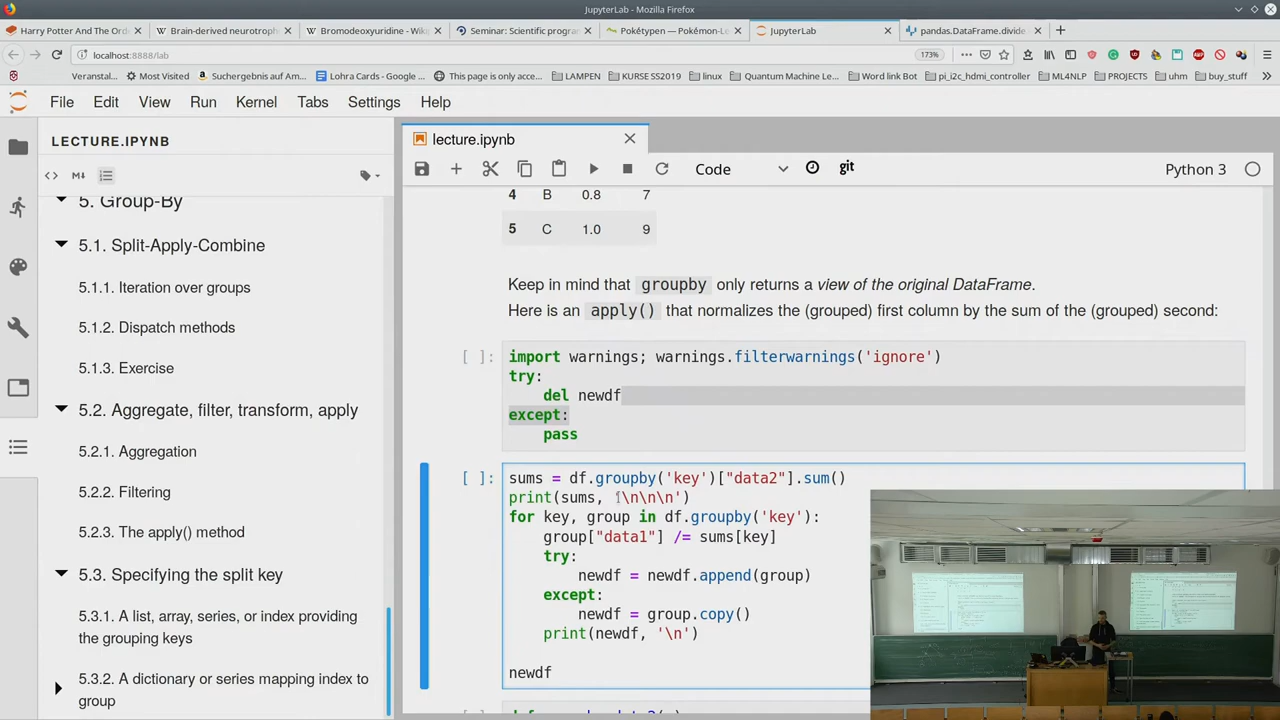 JupyterLab - Mozilla Firefox
Harry Potter And The Ord
Brain-derived neurotroph
Bromodeoxyuridine - Wiki
Seminar: Scientific progra
Pokétypen — Pokémon-L
JupyterLab
pandas.DataFrame.divide
localhost:8888/lab
173%
Veranstal...
Most Visited
Suchergebnis auf Am...
Lohra Cards - Google ...
This page is only acce...
LAMPEN
KURSE SS2019
linux
Quantum Machine Le...
Word link Bot
pi_i2c_hdmi_controller
ML4NLP
PROJECTS
uhm
buy_stuff
File Edit View Run Kernel Tabs Settings Help
LECTURE.IPYNB
5. Group-By
5.1. Split-Apply-Combine
5.1.1. Iteration over groups
5.1.2. Dispatch methods
5.1.3. Exercise
5.2. Aggregate, filter, transform, apply
5.2.1. Aggregation
5.2.2. Filtering
5.2.3. The apply() method
5.3. Specifying the split key
5.3.1. A list, array, series, or index providing
the grouping keys
5.3.2. A dictionary or series mapping index to
group
lecture.ipynb
Code
git
Python 3
4 B 0.8 7
5 C 1.0 9
Keep in mind that groupby only returns a view of the original DataFrame.
Here is an apply() that normalizes the (grouped) first column by the sum of the (grouped) second:
[ ]: import warnings; warnings.filterwarnings('ignore')
try:
del newdf
except:
pass
[ ]: sums = df.groupby('key')["data2"].sum()
print(sums, '\n\n\n')
for key, group in df.groupby('key'):
group["data1"] /= sums[key]
try:
newdf = newdf.append(group)
except:
newdf = group.copy()
print(newdf, '\n')
newdf